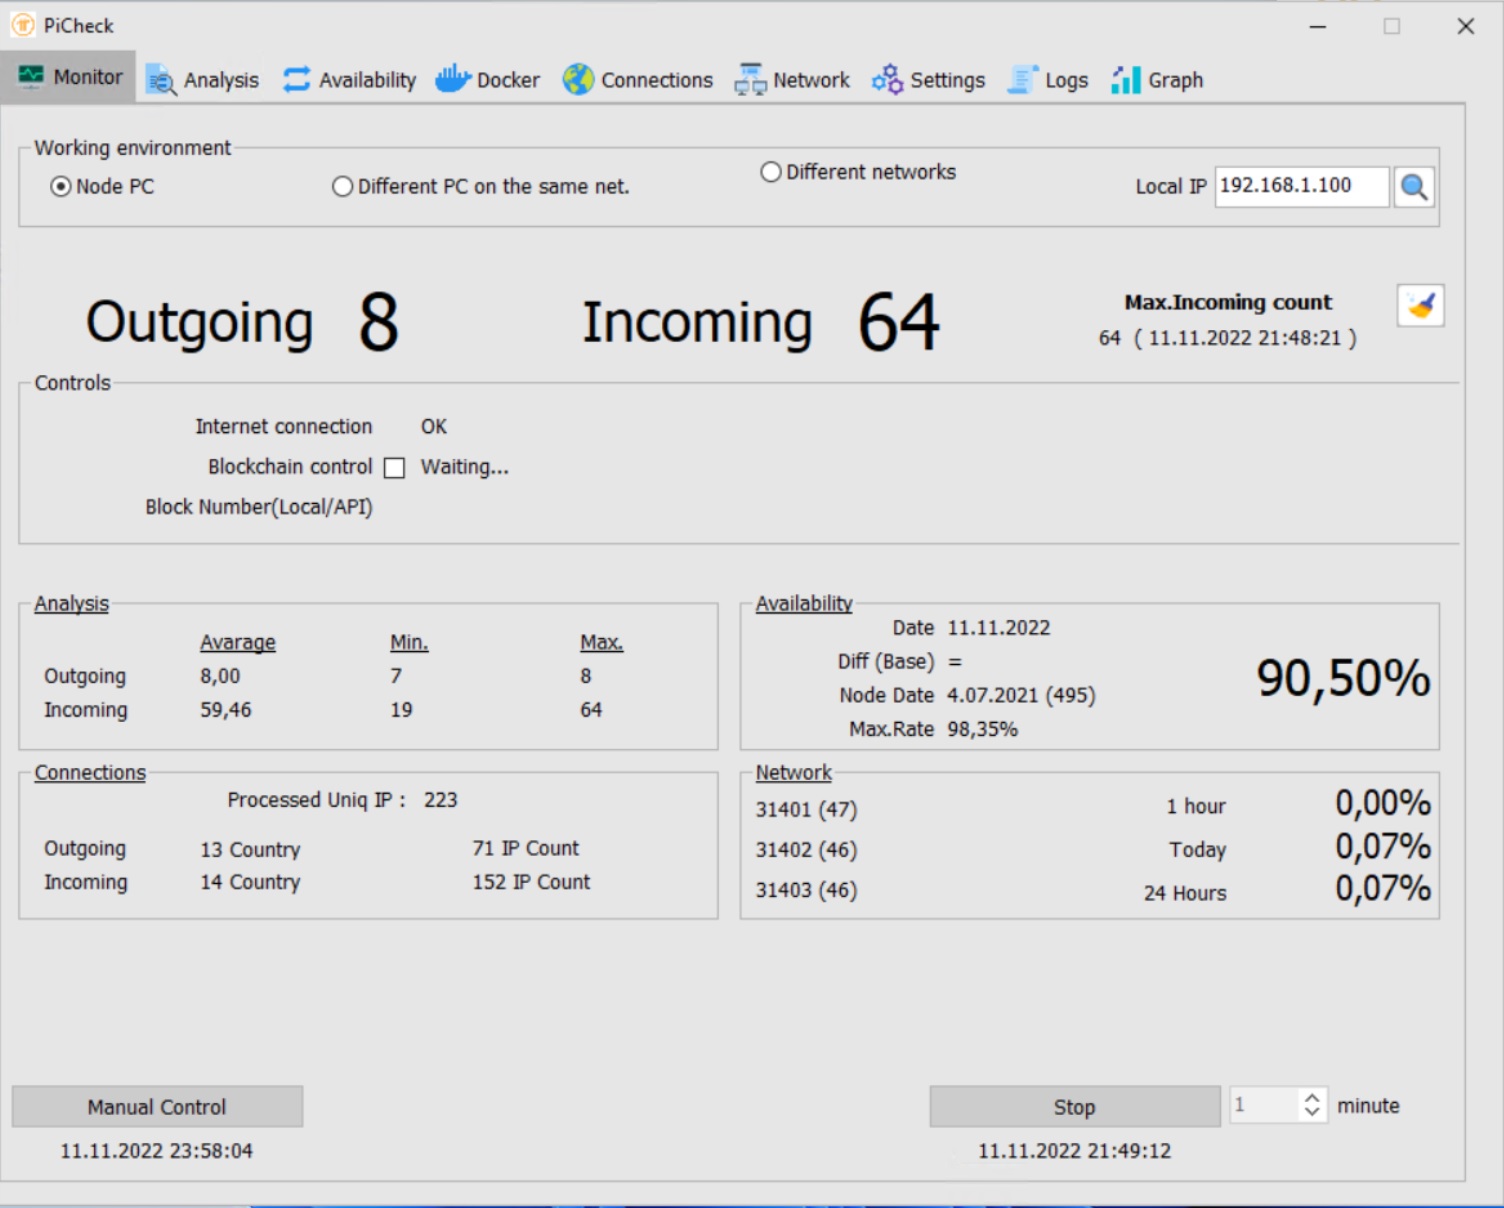 PiCheck
Monitor Analysis Availability Docker Connections Network Settings Logs Graph
Working environment
Node PC Different PC on the same net. Different networks Local IP 192.168.1.100
Outgoing 8 Incoming 64
Max.Incoming count
64 ( 11.11.2022 21:48:21 )
Controls
Internet connection OK
Blockchain control Waiting...
Block Number(Local/API)
Analysis
Avarage Min. Max.
Outgoing 8,00 7 8
Incoming 59,46 19 64
Availability
Date 11.11.2022
Diff (Base) =
Node Date 4.07.2021 (495)
Max.Rate 98,35%
90,50%
Connections
Processed Uniq IP : 223
Outgoing 13 Country 71 IP Count
Incoming 14 Country 152 IP Count
Network
31401 (47) 1 hour 0,00%
31402 (46) Today 0,07%
31403 (46) 24 Hours 0,07%
Manual Control Stop 1 minute
11.11.2022 23:58:04 11.11.2022 21:49:12